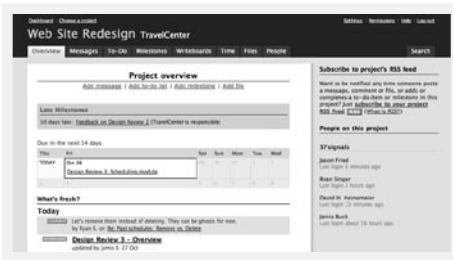 Dashboard Choose a project
Settings Permissions Help Log out
Web Site Redesign TravelCenter
Overview Messages To-Do Milestones Writeboards Time Files People
Search
Project overview
Add message | Add to-do list | Add milestone | Add file
Late Milestones
10 days late: Feedback on Design Review 2 (TravelCenter is responsible)
Due in the next 14 days
Thu Fri Sat Sun Mon Tue Wed
TODAY Oct 28
Design Review 3: Scheduling module
What's fresh?
Today
Let's remove them instead of deleting. They can be ghosts for now.
by Ryan S. on Re: Past schedules: Remove vs. Delete
Design Review 3 - Overview
updated by Jamis B. 27 Oct
Subscribe to project's RSS feed
Want to be notified any time someone posts
a message, comment or file, or adds or
completes a to-do item or milestone in this
project? Just subscribe to your project
RSS feed (What is RSS?)
People on this project
37signals
Jason Fried
Last login 6 minutes ago
Ryan Singer
Last login 2 hours ago
David H. Heinemeier
Last login 25 minutes ago
Jamis Buck
Last login about 16 hours ago